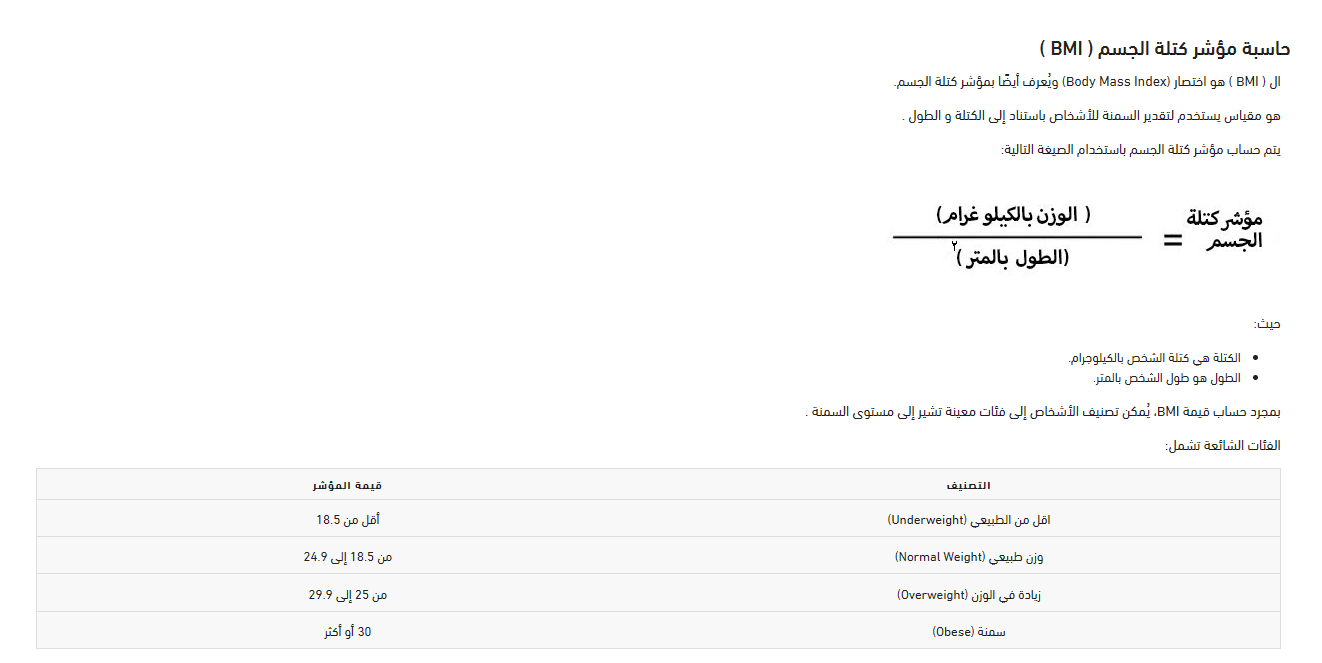 حاسبة مؤشر كتلة الجسم ( BMI )
ال ( BMI ) هو اختصار (Body Mass Index) ويُعرف أيضًا بمؤشر كتلة الجسم.
هو مقياس يستخدم لتقدير السمنة للأشخاص باستناد إلى الكتلة و الطول .
يتم حساب مؤشر كتلة الجسم باستخدام الصيغة التالية:
مؤشر كتلة
الجسم
=
( الوزن بالكيلو غرام)
(الطول بالمتر )٢
حيث:
• الكتلة هي كتلة الشخص بالكيلوجرام.
• الطول هو طول الشخص بالمتر.
بمجرد حساب قيمة BMI، يُمكن تصنيف الأشخاص إلى فئات معينة تشير إلى مستوى السمنة .
الفئات الشائعة تشمل:
التصنيف قيمة المؤشر
اقل من الطبيعي (Underweight) أقل من 18.5
وزن طبيعي (Normal Weight) من 18.5 إلى 24.9
زيادة في الوزن (Overweight) من 25 إلى 29.9
سمنة (Obese) 30 أو أكثر